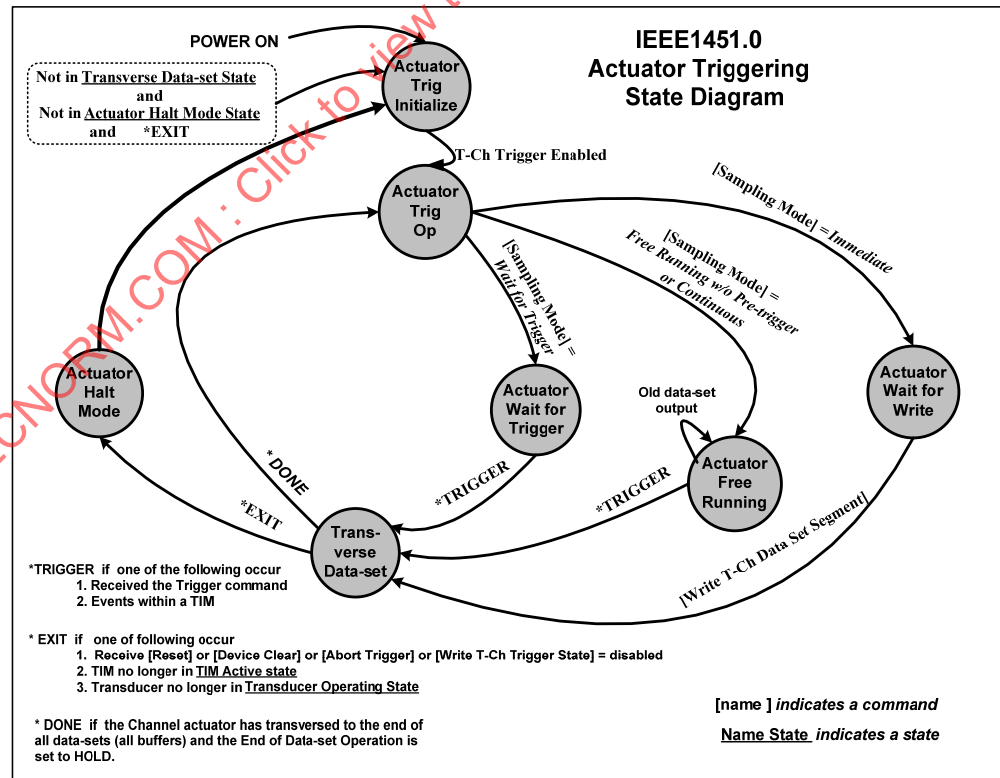 IEEE1451.0
Actuator Triggering
State Diagram
POWER ON
Not in Transverse Data-set State
and
Not in Actuator Halt Mode State
and *EXIT
Actuator
Trig
Initialize
T-Ch Trigger Enabled
Actuator
Trig
Op
[Sampling Mode] = Immediate
[Sampling Mode] =
Free Running w/o Pre-trigger
or Continuous
[Sampling Mode] =
Wait for Trigger
Actuator
Halt
Mode
Actuator
Wait for
Trigger
Old data-set
output
Actuator
Free
Running
Actuator
Wait for
Write
* DONE
*TRIGGER
*TRIGGER
*EXIT
[Write T-Ch Data Set Segment]
Trans-
verse
Data-set
*TRIGGER if one of the following occur
1. Received the Trigger command
2. Events within a TIM
* EXIT if one of following occur
1. Receive [Reset] or [Device Clear] or [Abort Trigger] or [Write T-Ch Trigger State] = disabled
2. TIM no longer in TIM Active state
3. Transducer no longer in Transducer Operating State
* DONE if the Channel actuator has transversed to the end of
all data-sets (all buffers) and the End of Data-set Operation is
set to HOLD.
[name ] indicates a command
Name State indicates a state
ECNORM.COM : Click to view t